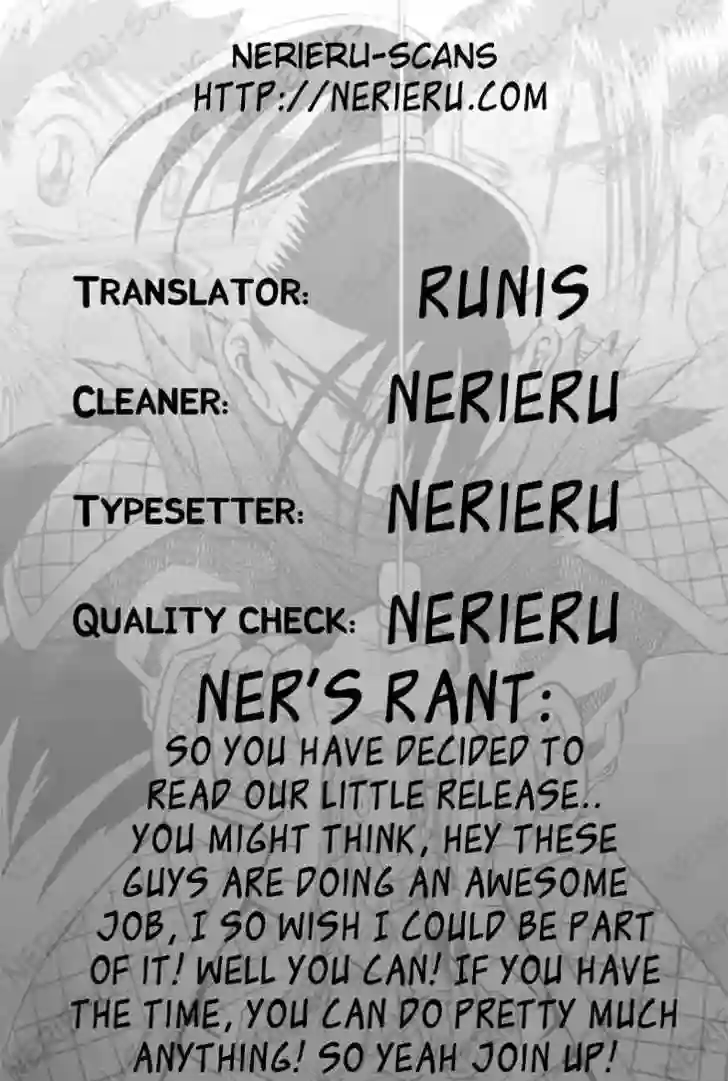 NERIERU-SCANS
HTTP://NERIERU.COM
TRANSLATOR: RUNIS
CLEANER: NERIERU
TYPESETTER: NERIERU
QUALITY CHECK: NERIERU
NER'S RANT:
SO YOU HAVE DECIDED TO
READ OUR LITTLE RELEASE..
YOU MIGHT THINK, HEY THESE
GUYS ARE DOING AN AWESOME
JOB, I SO WISH I COULD BE PART
OF IT! WELL YOU CAN! IF YOU HAVE
THE TIME, YOU CAN DO PRETTY MUCH
ANYTHING! SO YEAH JOIN UP!